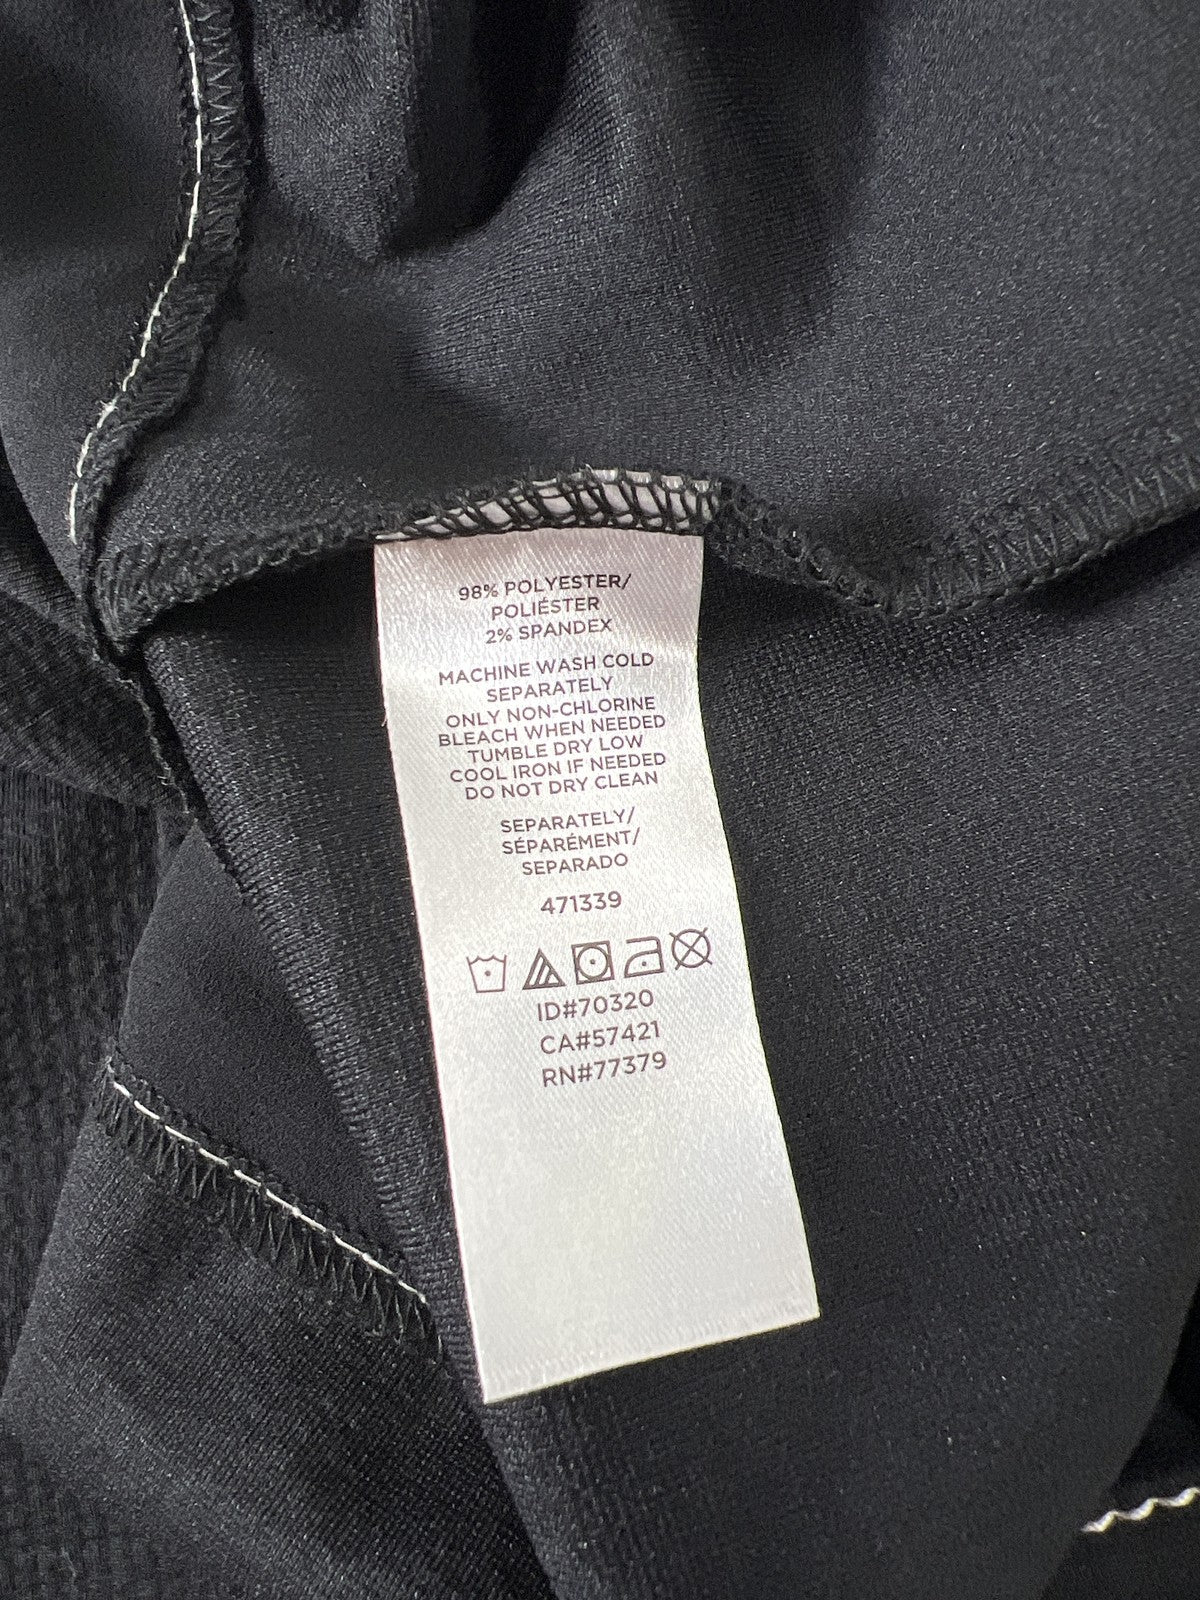 98% POLYESTER/
POLIÉSTER
2% SPANDEX
MACHINE WASH COLD
SEPARATELY
ONLY NON-CHLORINE
BLEACH WHEN NEEDED
TUMBLE DRY LOW
COOL IRON IF NEEDED
DO NOT DRY CLEAN
SEPARATELY/
SÉPARÉMENT/
SEPARADO
471339
ID#70320
CA#57421
RN#77379